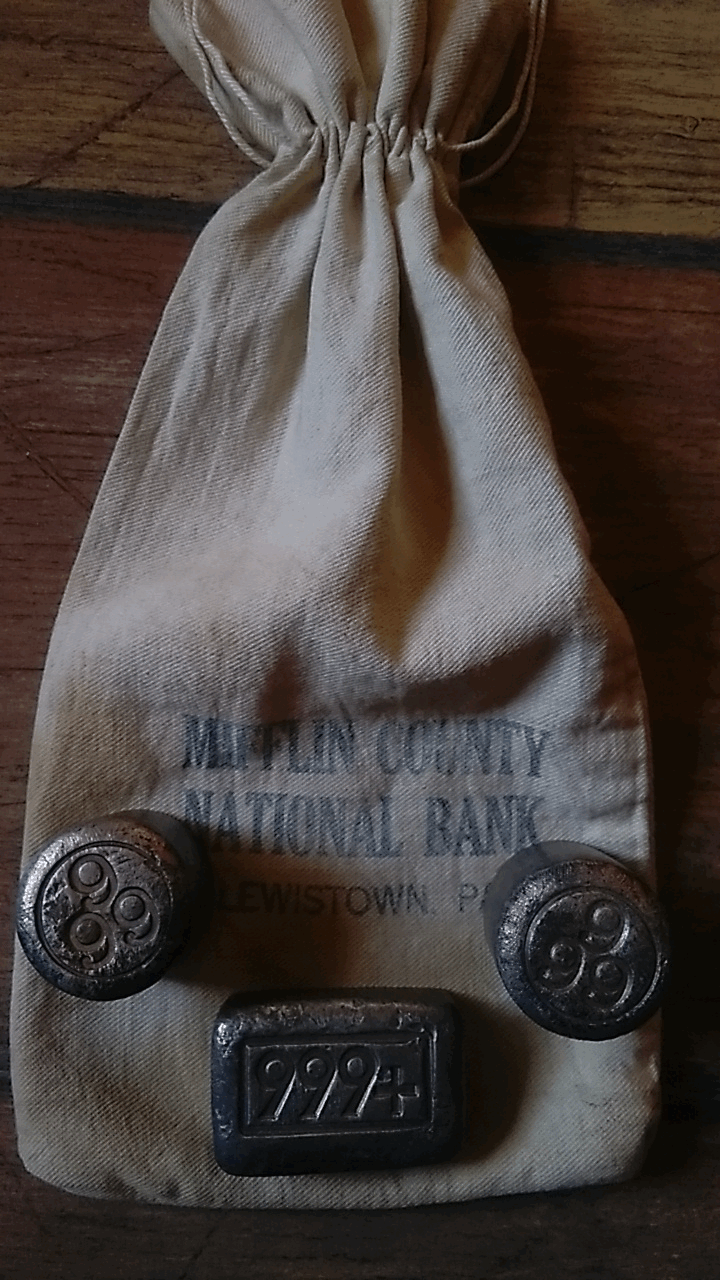 MIFFLIN COUNTY
NATIONAL BANK
LEWISTOWN, PA
999
999
999+